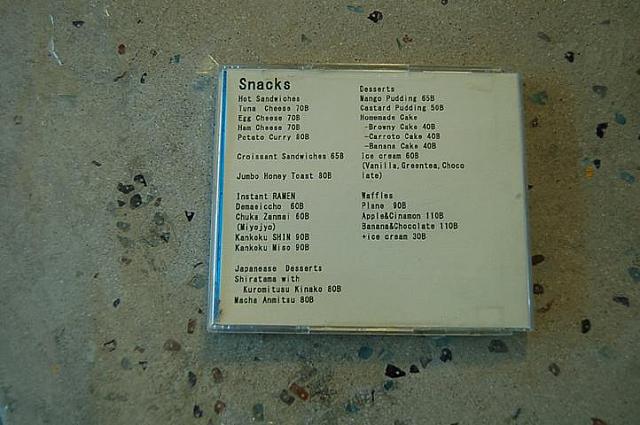 Snacks
Hot Sandwiches
Tuna Cheese 70B
Egg Cheese 70B
Ham Cheese 70B
Potato Curry 80B
Croissant Sandwiches 65B
Jumbo Honey Toast 80B
Instant RAMEN
Demaeiccho 60B
Chuka Zanmai 60B
(Miyojyo)
Kankoku SHIN 90B
Kankoku Miso 90B
Japanease Desserts
Shiratama with
Kuromitusu Kinako 80B
Macha Anmitsu 80B
Desserts
Mango Pudding 65B
Castard Pudding 50B
Homemade Cake
-Browny Cake 40B
-Carroto Cake 40B
-Banana Cake 40B
Ice cream 60B
(Vanilla,Greentea,Choco
late)
Waffles
Plane 90B
Apple&Cinamon 110B
Banana&Chocolate 110B
+ice cream 30B